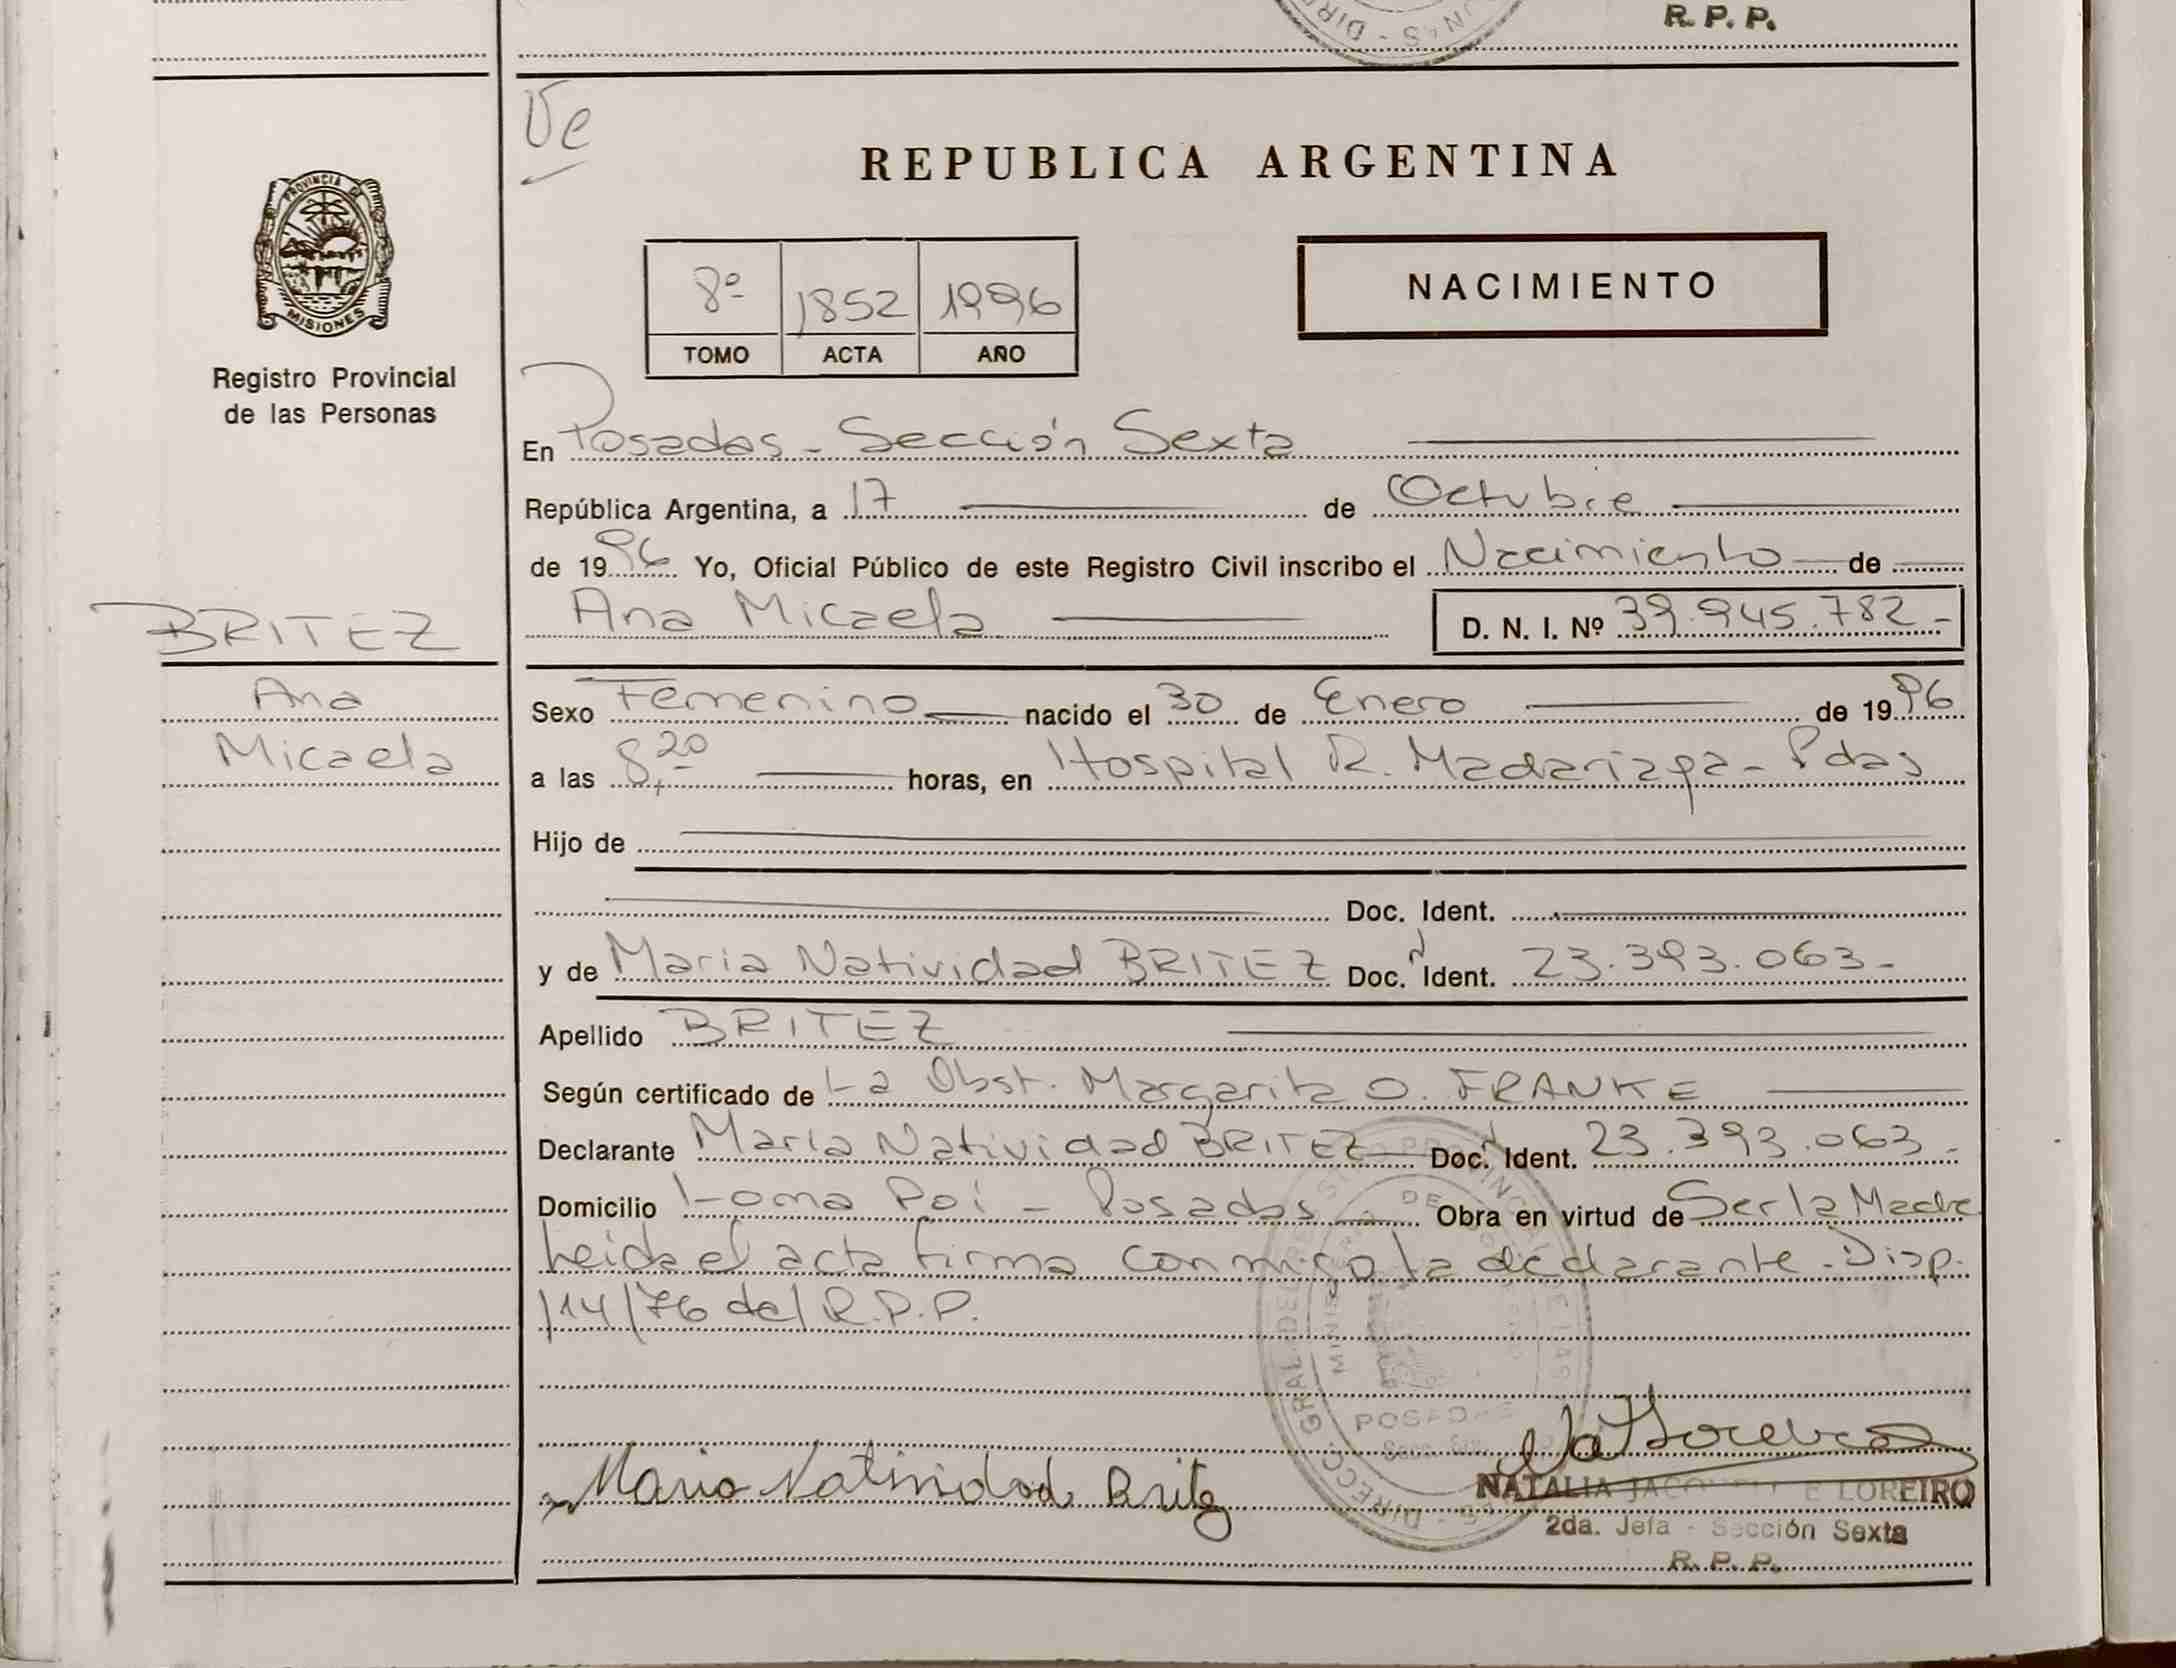 R. P. P.
Ve
REPUBLICA ARGENTINA
PROVINCIA DE
MISIONES
Registro Provincial
de las Personas
8º 1852 1996
TOMO ACTA AÑO
NACIMIENTO
En Posadas - Sección Sexta
República Argentina, a 17 de Octubre
de 1996 Yo, Oficial Público de este Registro Civil inscribo el Nacimiento de
Ana Micaela D. N. I. Nº 39.945.782-
BRITEZ
Ana
Micaela
Sexo Femenino nacido el 30 de Enero de 1996
a las 8,20 horas, en Hospital R. Madariaga - Pdas
Hijo de
Doc. Ident.
y de Maria Natividad BRITEZ Doc. Ident. 23.393.063-
Apellido BRITEZ
Según certificado de La Obst. Margarita O. FRANKE
Declarante Maria Natividad BRITEZ Doc. Ident. 23.393.063-
Domicilio Loma Poi - Posadas Obra en virtud de Ser la Madre
Leida el acta firma conmigo la declarante. Disp.
114/76 del R.P.P.
POSADAS
Maria Natividad Britez
NATALIA LOREIRO
2da. Jefa - Sección Sexta
R. P. P.